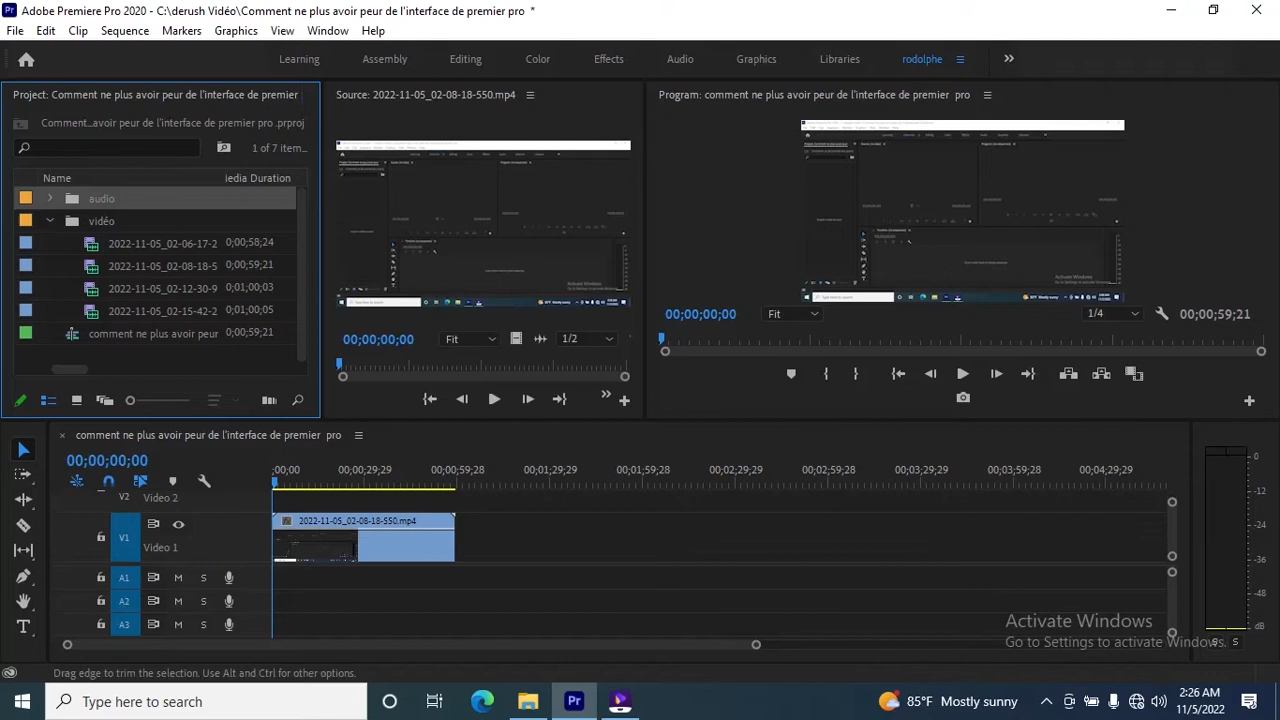 Pr Adobe Premiere Pro 2020 - C:\derush Vidéo\Comment ne plus avoir peur de l'interface de premier pro *
File Edit Clip Sequence Markers Graphics View Window Help
Learning Assembly Editing Color Effects Audio Graphics Libraries rodolphe
Project: Comment ne plus avoir peur de l'interface de premier
Source: 2022-11-05_02-08-18-550.mp4
Program: comment ne plus avoir peur de l'interface de premier pro
Comment..avoir peur de l'interface de premier pro .prproj
1 of 7 item...
Name
Media Duration
audio
vidéo
0;00;58;24
2022-11-05_02-08-18-5 0;00;59;21
2022-11-05_02-12-30-9 0;01;00;03
2022-11-05_02-15-42-2 0;01;00;05
comment ne plus avoir peur 0;00;59;21
00;00;00;00 Fit 1/2
00;00;00;00 Fit 1/4 00;00;59;21
comment ne plus avoir peur de l'interface de premier pro
00;00;00;00
;00;00 00;00;29;29 00;00;59;28 00;01;29;29 00;01;59;28 00;02;29;29 00;02;59;28 00;03;29;29 00;03;59;28 00;04;29;29
V2 Video 2
V1 Video 1
2022-11-05_02-08-18-550.mp4
A1 M S
A2 M S
A3 M S
0
-12
-24
-36
-48
dB
S S
Activate Windows
Go to Settings to activate Windows.
Drag edge to trim the selection. Use Alt and Ctrl for other options.
Type here to search
Pr
85°F Mostly sunny
2:26 AM
11/5/2022